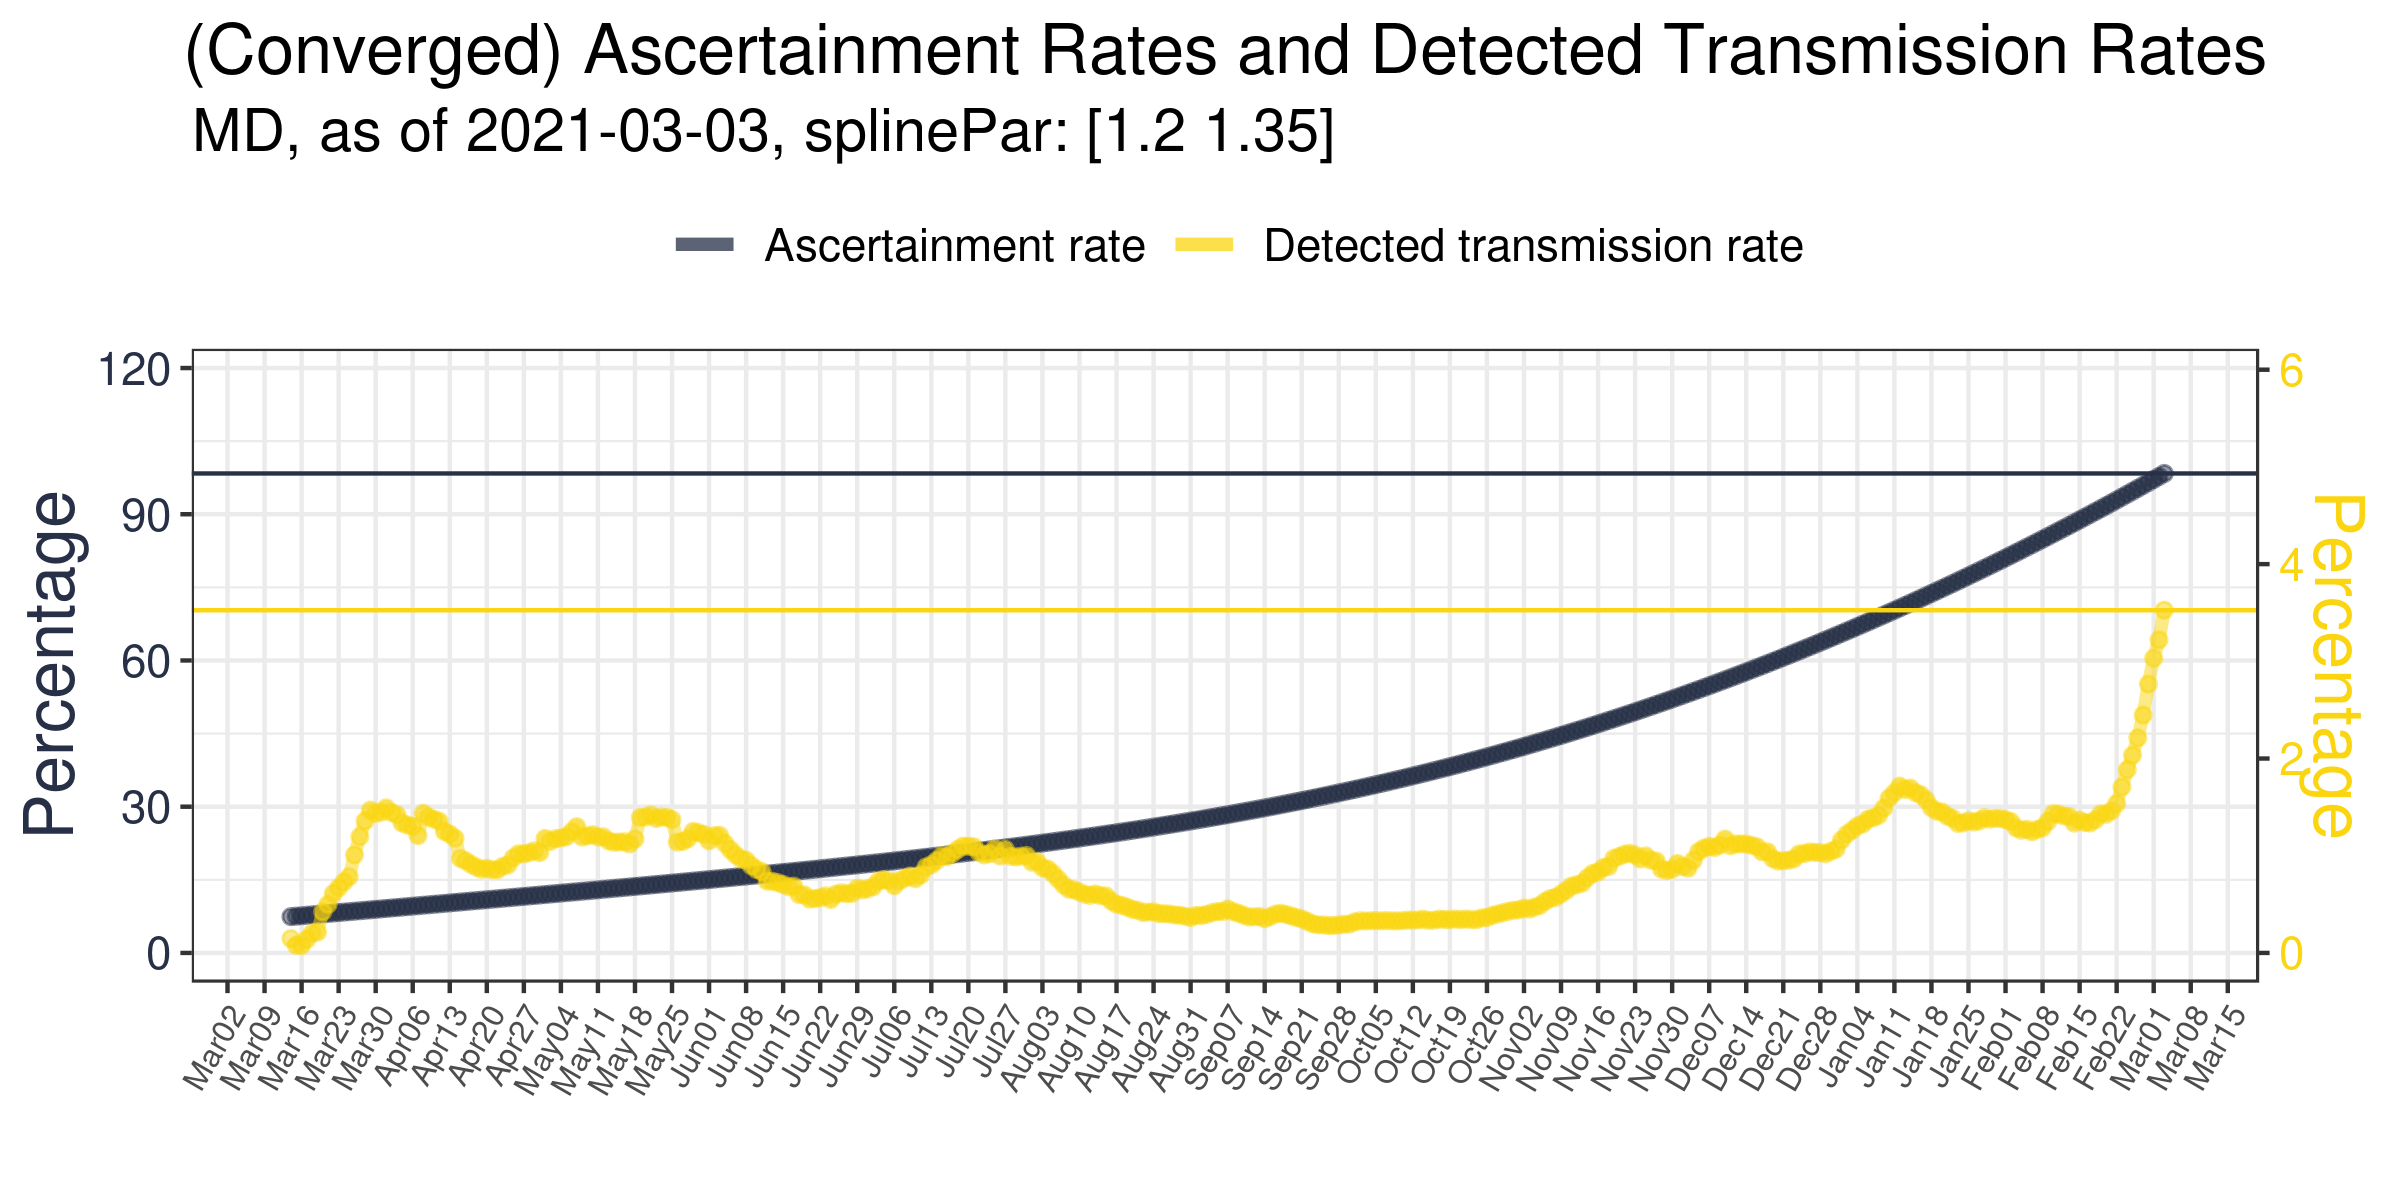 (Converged) Ascertainment Rates and Detected Transmission Rates
MD, as of 2021-03-03, splinePar: [1.2 1.35]
Ascertainment rate Detected transmission rate
Percentage
120
90
60
30
0
6
4
2
0
Percentage
Mar02 Mar09 Mar16 Mar23 Mar30 Apr06 Apr13 Apr20 Apr27 May04 May11 May18 May25 Jun01 Jun08 Jun15 Jun22 Jun29 Jul06 Jul13 Jul20 Jul27 Aug03 Aug10 Aug17 Aug24 Aug31 Sep07 Sep14 Sep21 Sep28 Oct05 Oct12 Oct19 Oct26 Nov02 Nov09 Nov16 Nov23 Nov30 Dec07 Dec14 Dec21 Dec28 Jan04 Jan11 Jan18 Jan25 Feb01 Feb08 Feb15 Feb22 Mar01 Mar08 Mar15